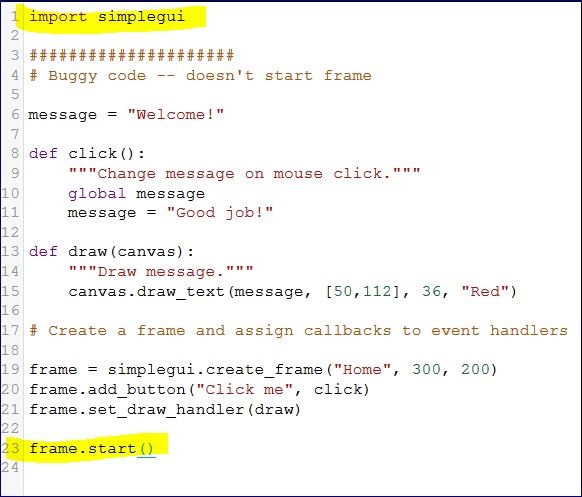 1 import simplegui
2
3 #####################
4 # Buggy code -- doesn't start frame
5
6 message = "Welcome!"
7
8 def click():
9     """Change message on mouse click."""
10     global message
11     message = "Good job!"
12
13 def draw(canvas):
14     """Draw message."""
15     canvas.draw_text(message, [50,112], 36, "Red")
16
17 # Create a frame and assign callbacks to event handlers
18
19 frame = simplegui.create_frame("Home", 300, 200)
20 frame.add_button("Click me", click)
21 frame.set_draw_handler(draw)
22
23 frame.start()
24